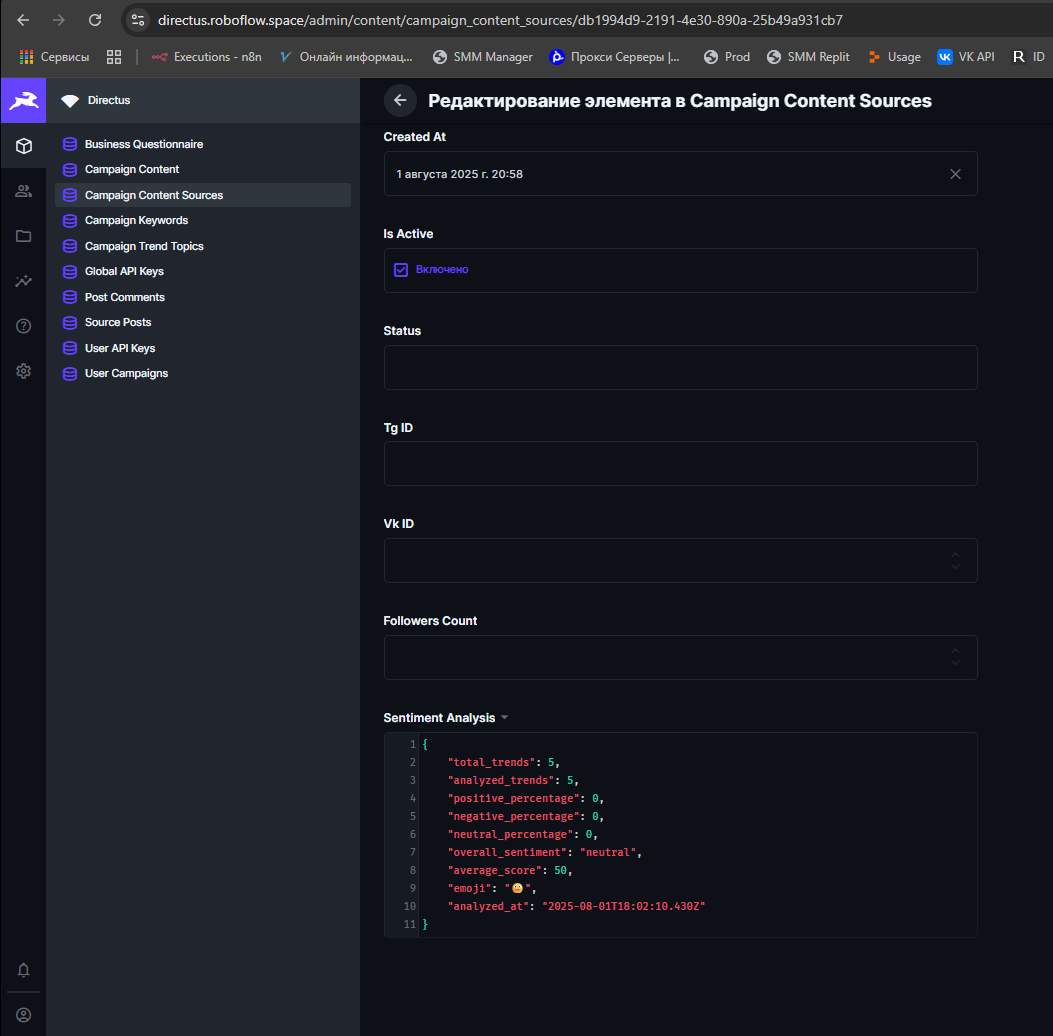 directus.roboflow.space/admin/content/campaign_content_sources/db1994d9-2191-4e30-890a-25b49a931cb7
Сервисы
Executions - n8n
Онлайн информац...
SMM Manager
Прокси Серверы |...
Prod
SMM Replit
Usage
VK API
ID
Directus
Business Questionnaire
Campaign Content
Campaign Content Sources
Campaign Keywords
Campaign Trend Topics
Global API Keys
Post Comments
Source Posts
User API Keys
User Campaigns
Редактирование элемента в Campaign Content Sources
Created At
1 августа 2025 г. 20:58
Is Active
Включено
Status
Tg ID
Vk ID
Followers Count
Sentiment Analysis
1 {
2 "total_trends": 5,
3 "analyzed_trends": 5,
4 "positive_percentage": 0,
5 "negative_percentage": 0,
6 "neutral_percentage": 0,
7 "overall_sentiment": "neutral",
8 "average_score": 50,
9 "emoji": "😐",
10 "analyzed_at": "2025-08-01T18:02:10.430Z"
11 }